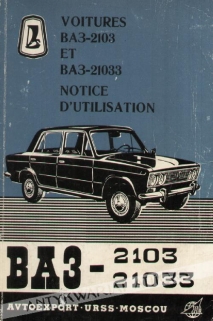 VOITURES
ВАЗ-2103
ET
ВАЗ-21033
NOTICE
D'UTILISATION
ВАЗ-2103
21033
AVTOEXPORT·URSS·MOSCOU